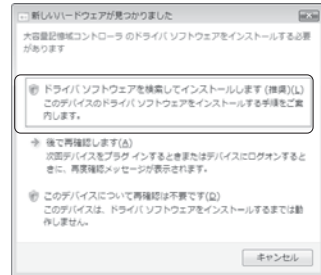 新しいハードウェアが見つかりました
大容量記憶域コントローラ のドライバ ソフトウェアをインストールする必要
があります
ドライバ ソフトウェアを検索してインストールします (推奨)(L)
このデバイスのドライバ ソフトウェアをインストールする手順をご案
内します。
後で再確認します(A)
次回デバイスをプラグ インするときまたはデバイスにログオンすると
きに、再度確認メッセージが表示されます。
このデバイスについて再確認は不要です(D)
このデバイスは、ドライバ ソフトウェアをインストールするまでは動
作しません。
キャンセル